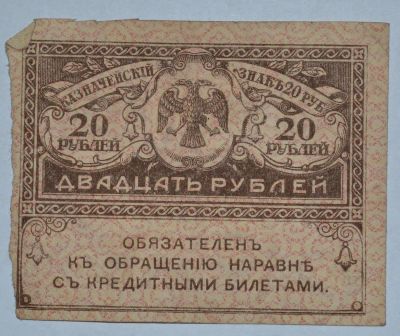 КАЗНАЧЕЙСКІЙ ЗНАКЪ 20 РУБ.
20 20
РУБЛЕЙ РУБЛЕЙ
ДВАДЦАТЬ РУБЛЕЙ
ОБЯЗАТЕЛЕНЪ
КЪ ОБРАЩЕНІЮ НАРАВНѢ
СЪ КРЕДИТНЫМИ БИЛЕТАМИ.